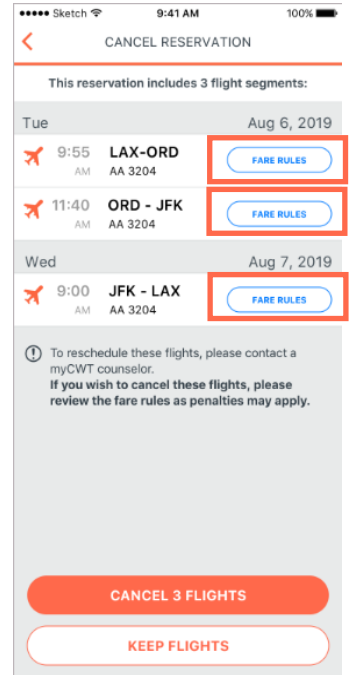 Sketch 9:41 AM 100%
CANCEL RESERVATION
This reservation includes 3 flight segments:
Tue Aug 6, 2019
9:55 LAX-ORD FARE RULES
AM AA 3204
11:40 ORD - JFK FARE RULES
AM AA 3204
Wed Aug 7, 2019
9:00 JFK - LAX FARE RULES
AM AA 3204
To reschedule these flights, please contact a
myCWT counselor.
If you wish to cancel these flights, please
review the fare rules as penalties may apply.
CANCEL 3 FLIGHTS
KEEP FLIGHTS